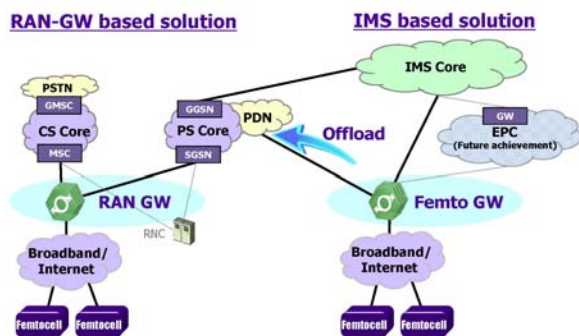 RAN-GW based solution
IMS based solution
PSTN
GMSC
CS Core
MSC
GGSN
PDN
PS Core
SGSN
IMS Core
Offload
GW
EPC
(Future achievement)
RAN GW
RNC
Femto GW
Broadband/
Internet
Broadband/
Internet
Femtocell
Femtocell
Femtocell
Femtocell